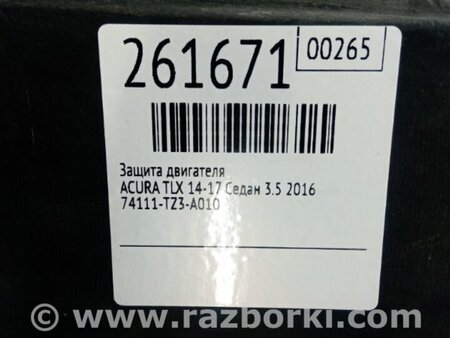 261671
00265
Защита двигателя
ACURA TLX 14-17 Седан 3.5 2016
74111-TZ3-A010
© www.razborki.com